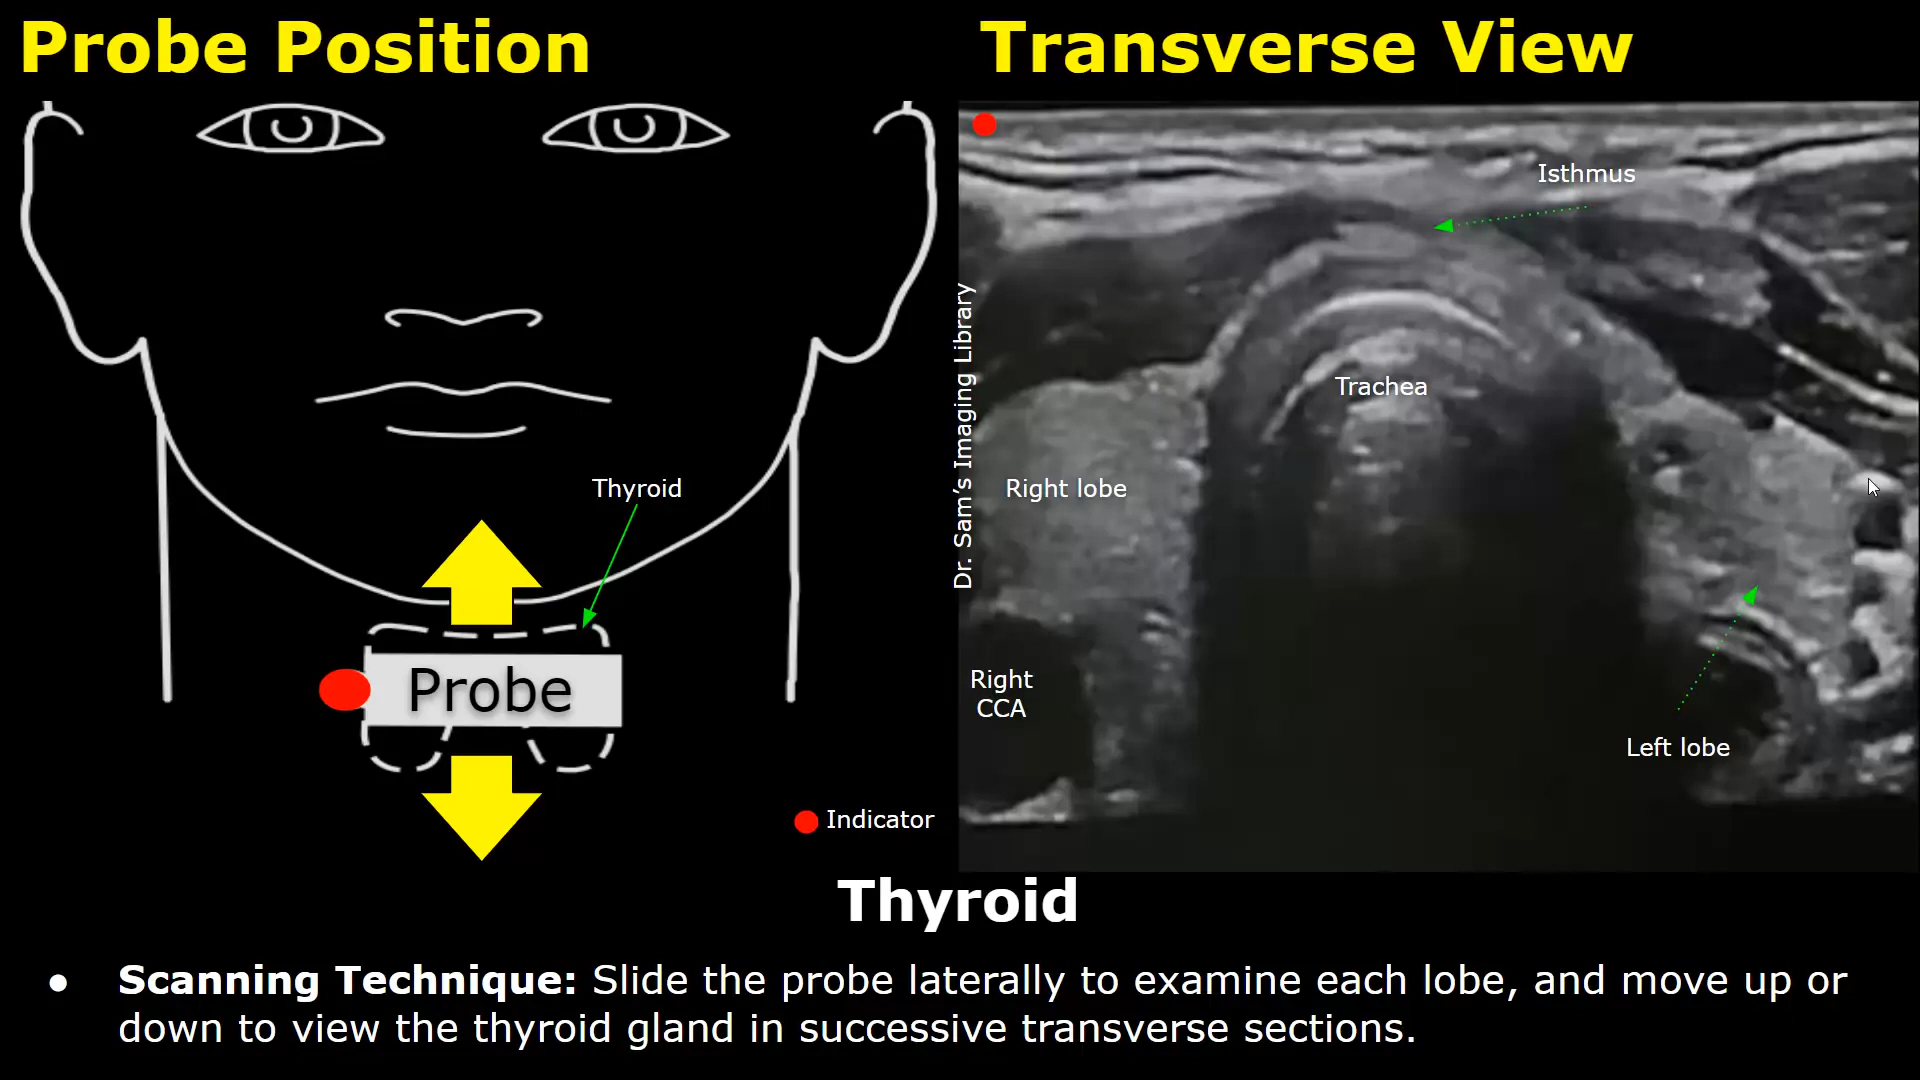 Probe Position
Transverse View
Isthmus
Dr. Sam’s Imaging Library
Trachea
Thyroid
Right lobe
Probe
Right
CCA
Left lobe
Indicator
Thyroid
● Scanning Technique: Slide the probe laterally to examine each lobe, and move up or
down to view the thyroid gland in successive transverse sections.